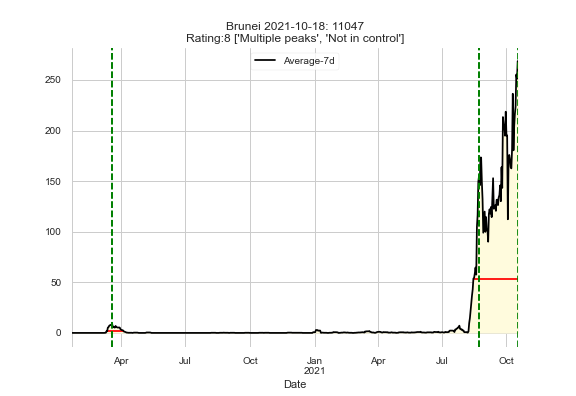 Brunei 2021-10-18: 11047
Rating:8 ['Multiple peaks', 'Not in control']
Average-7d
250
200
150
100
50
0
Apr Jul Oct Jan Apr Jul Oct
2021
Date